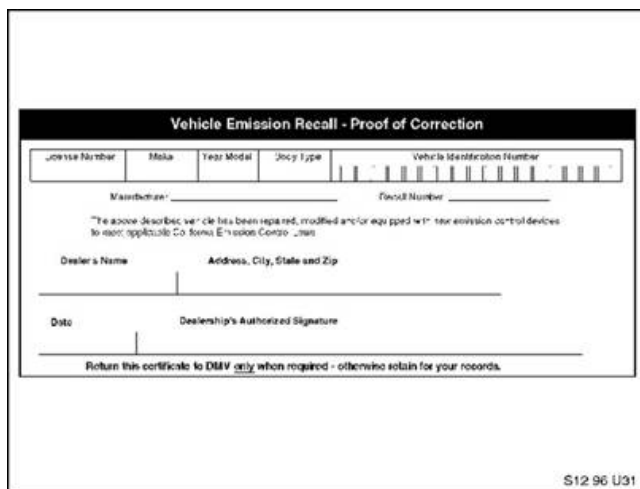 Vehicle Emission Recall - Proof of Correction
License Number Make Year Model Body Type Vehicle Identification Number
Manufacturer Recall Number
The above described vehicle has been repaired, modified and/or equipped with new emission control devices
to meet applicable California Emission Control Laws
Dealer's Name Address, City, State and Zip
Date Dealership's Authorized Signature
Return this certificate to DMV only when required - otherwise retain for your records.
S12 96 U31